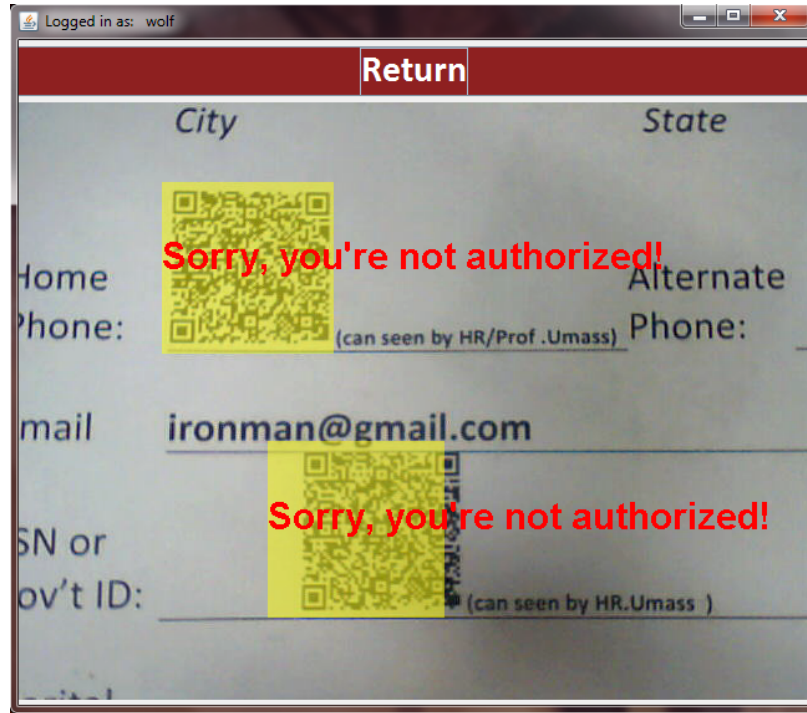 Logged in as: wolf
Return
City State
Sorry, you're not authorized!
Home Alternate
Phone: (can seen by HR/Prof .Umass) Phone:
mail ironman@gmail.com
Sorry, you're not authorized!
SN or
ov't ID: (can seen by HR.Umass )